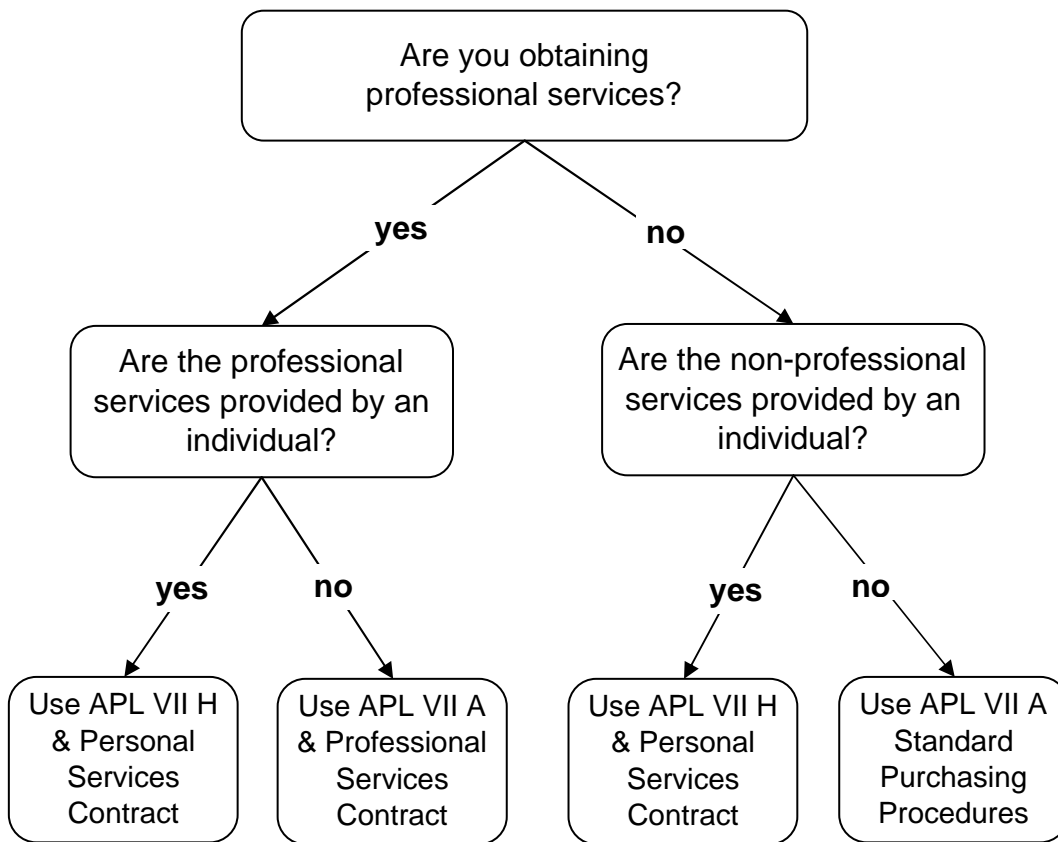 Are you obtaining
professional services?
yes
no
Are the professional
services provided by an
individual?
Are the non-professional
services provided by an
individual?
yes
no
yes
no
Use APL VII H
& Personal
Services
Contract
Use APL VII A
& Professional
Services
Contract
Use APL VII H
& Personal
Services
Contract
Use APL VII A
Standard
Purchasing
Procedures